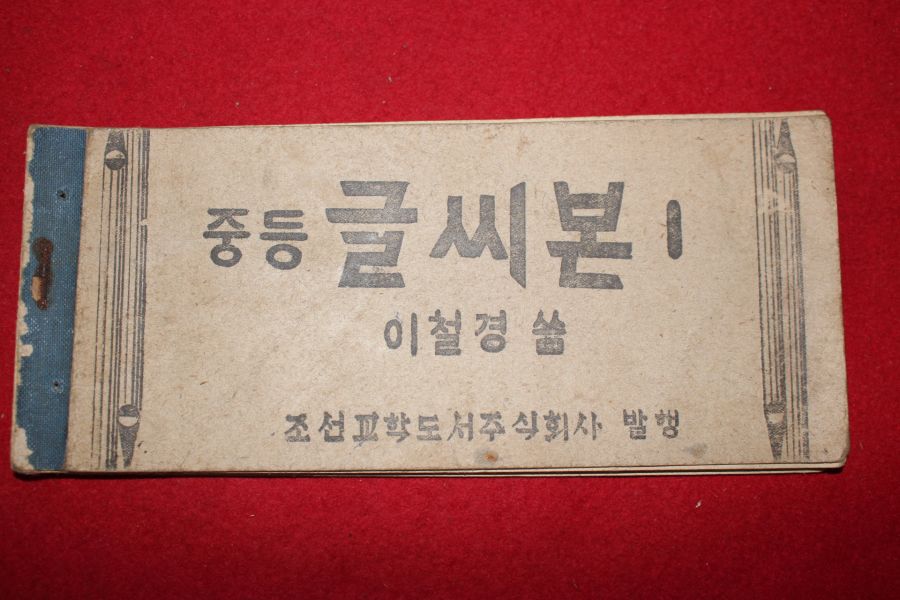 중등 글씨본 1
이철경 씀
조선교학도서주식회사 발행